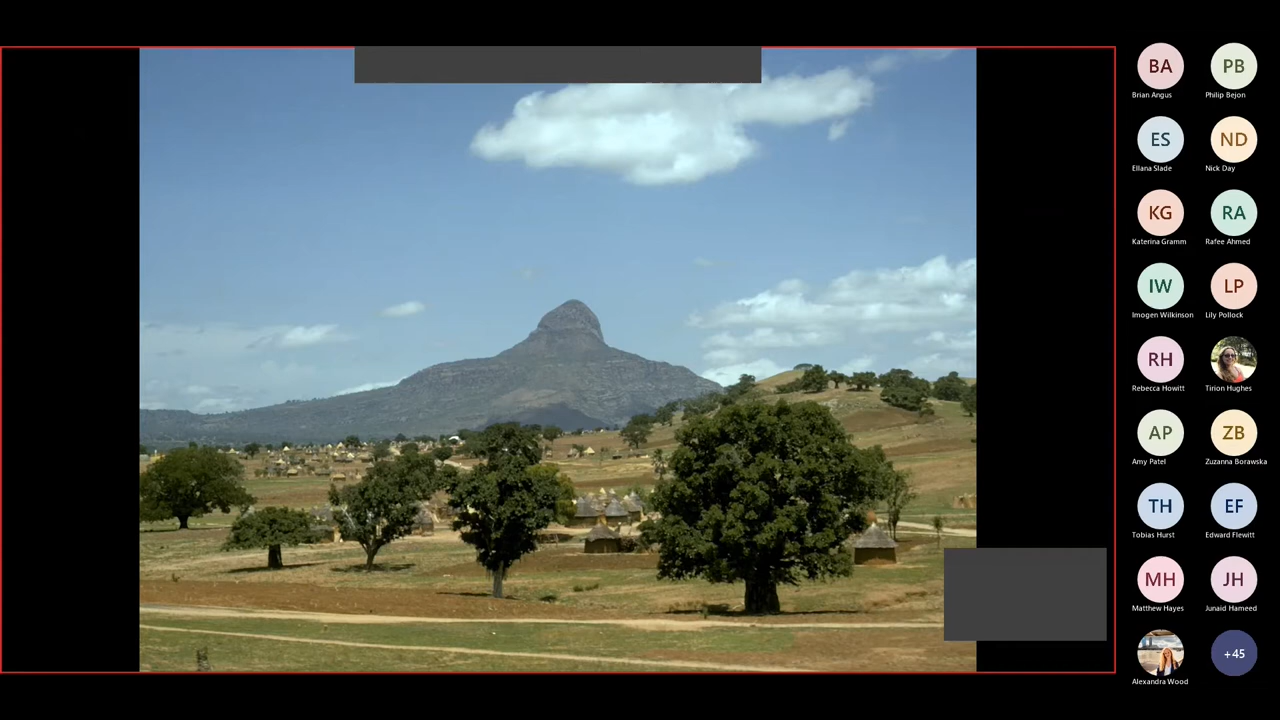 BA PB
Brian Angus Philip Bejon
ES ND
Ellana Slade Nick Day
KG RA
Katerina Gramm Rafee Ahmed
IW LP
Imogen Wilkinson Lily Pollock
RH
Rebecca Howitt Tirion Hughes
AP ZB
Amy Patel Zuzanna Borawska
TH EF
Tobias Hurst Edward Flewitt
MH JH
Matthew Hayes Junaid Hameed
+45
Alexandra Wood